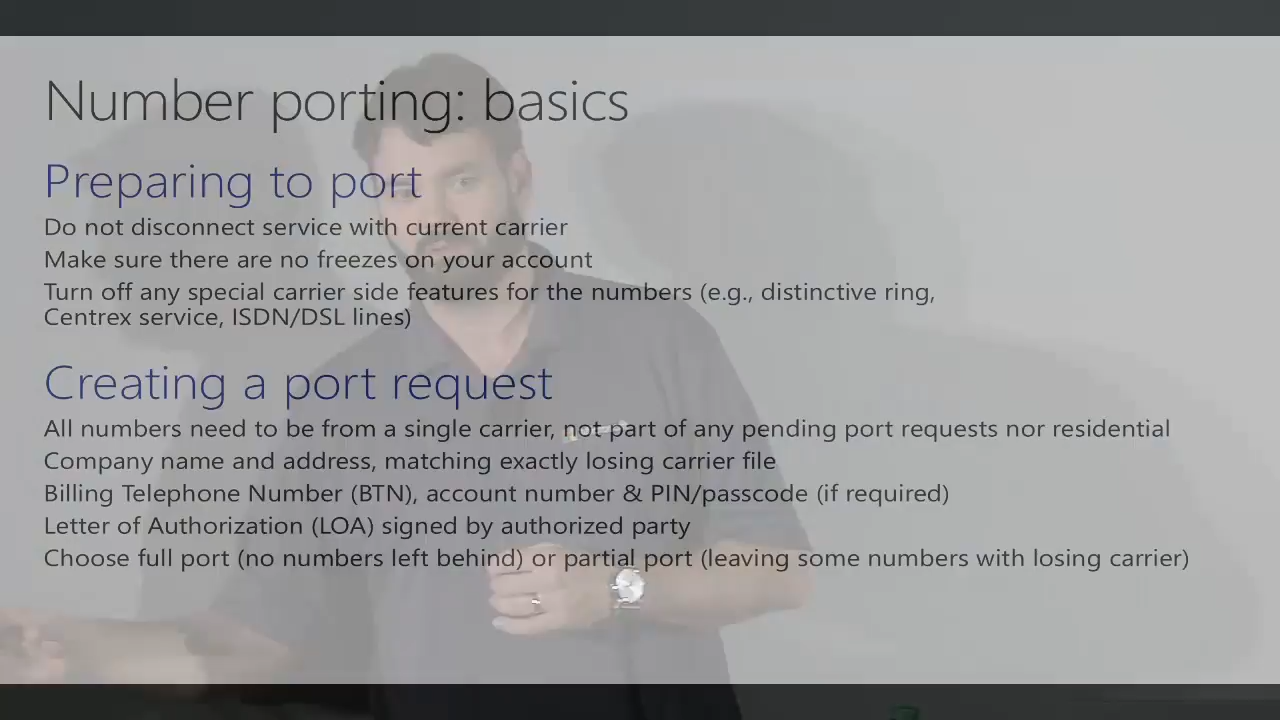 Number porting: basics
Preparing to port
Do not disconnect service with current carrier
Make sure there are no freezes on your account
Turn off any special carrier side features for the numbers (e.g., distinctive ring,
Centrex service, ISDN/DSL lines)
Creating a port request
All numbers need to be from a single carrier, not part of any pending port requests nor residential
Company name and address, matching exactly losing carrier file
Billing Telephone Number (BTN), account number & PIN/passcode (if required)
Letter of Authorization (LOA) signed by authorized party
Choose full port (no numbers left behind) or partial port (leaving some numbers with losing carrier)